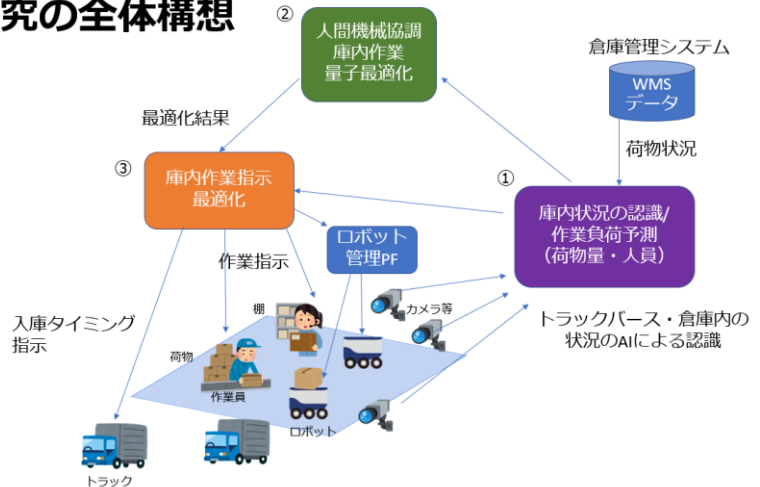 究の全体構想
②
人間機械協調
庫内作業
量子最適化
倉庫管理システム
WMS
データ
最適化結果
荷物状況
③
庫内作業指示
最適化
①
庫内状況の認識/
作業負荷予測
（荷物量・人員）
ロボット
管理PF
作業指示
棚
カメラ等
入庫タイミング
指示
トラックバース・倉庫内の
状況のAIによる認識
荷物
作業員
ロボット
トラック